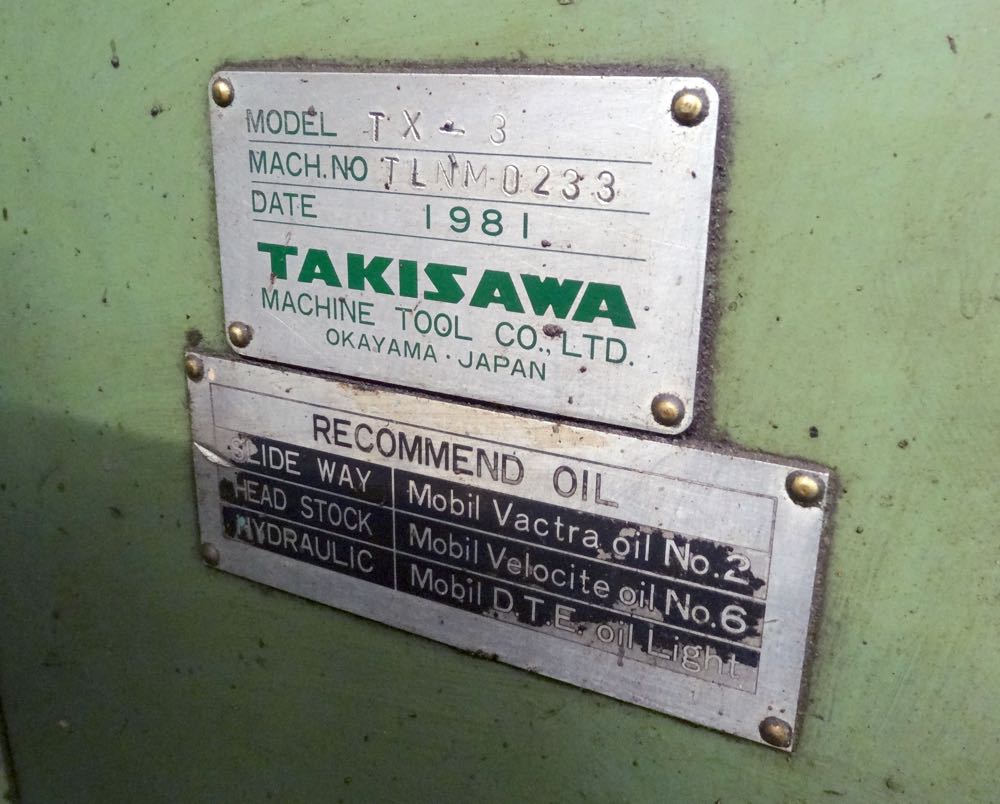 MODEL TX-3
MACH.NO TLNM0233
DATE 1981
TAKISAWA
MACHINE TOOL CO., LTD.
OKAYAMA · JAPAN
RECOMMEND OIL
SLIDE WAY Mobil Vactra oil No.2
HEAD STOCK Mobil Velocite oil No.6
HYDRAULIC Mobil D.T.E. oil Light